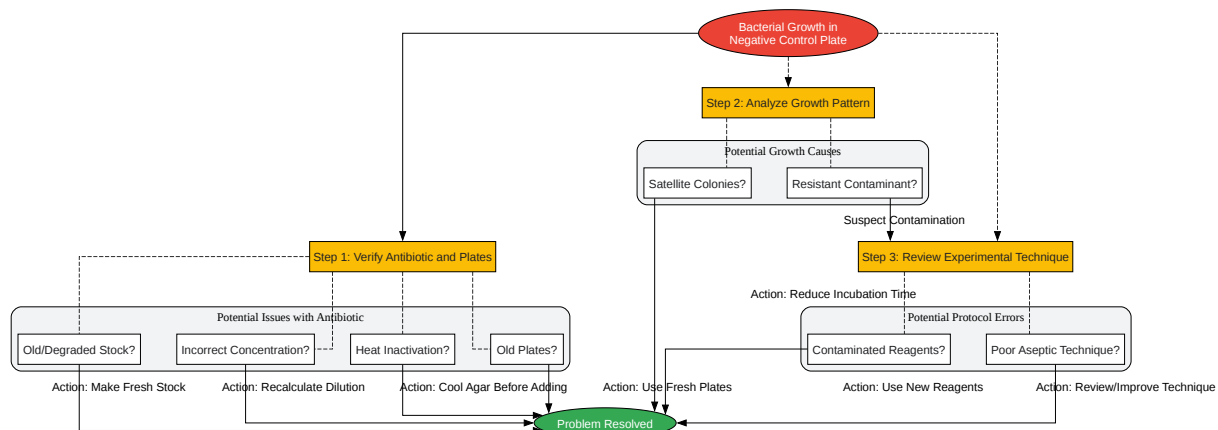 Bacterial Growth in
Negative Control Plate
Step 2: Analyze Growth Pattern
Potential Growth Causes
Satellite Colonies?
Resistant Contaminant?
Suspect Contamination
Step 1: Verify Antibiotic and Plates
Step 3: Review Experimental Technique
Action: Reduce Incubation Time
Potential Issues with Antibiotic
Potential Protocol Errors
Old/Degraded Stock?
Incorrect Concentration?
Heat Inactivation?
Old Plates?
Contaminated Reagents?
Poor Aseptic Technique?
Action: Make Fresh Stock
Action: Recalculate Dilution
Action: Cool Agar Before Adding
Action: Use Fresh Plates
Action: Use New Reagents
Action: Review/Improve Technique
Problem Resolved